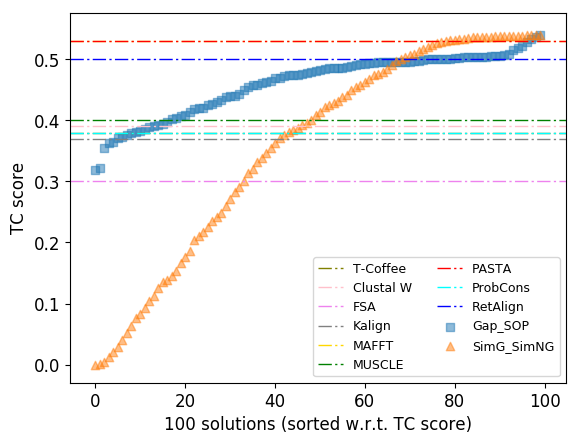 TC score
0.5
0.4
0.3
0.2
0.1
0.0
T-Coffee
Clustal W
FSA
Kalign
MAFFT
MUSCLE
PASTA
ProbCons
RetAlign
Gap_SOP
SimG_SimNG
0 20 40 60 80 100
100 solutions (sorted w.r.t. TC score)